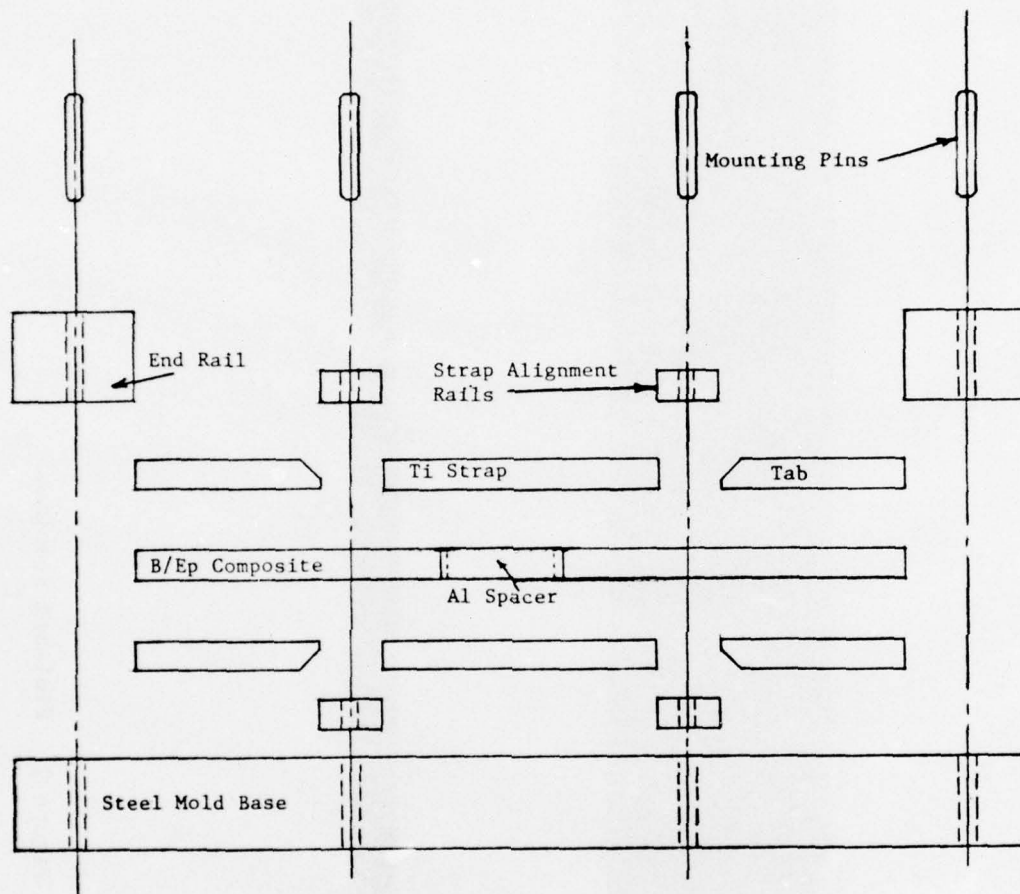 Mounting Pins
End Rail
Strap Alignment
Rails
Ti Strap
Tab
B/Ep Composite
Al Spacer
Steel Mold Base